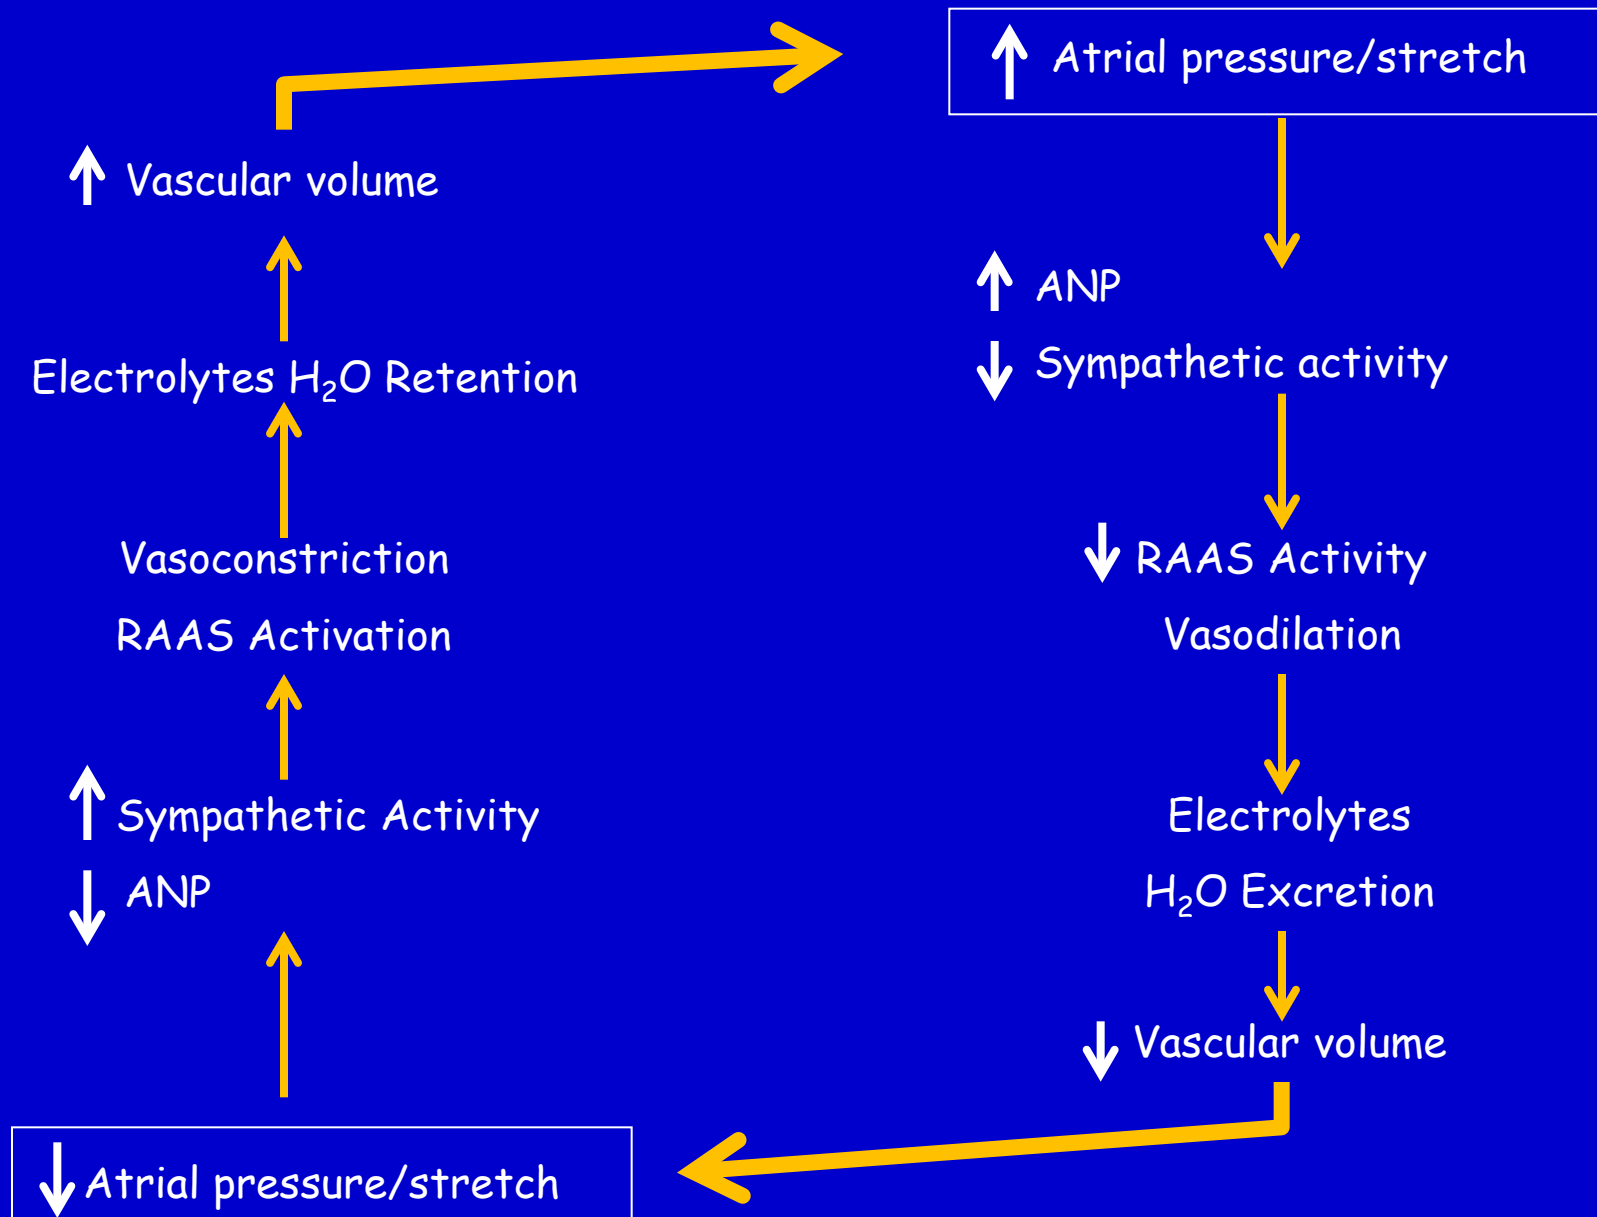 Atrial pressure/stretch
Vascular volume
ANP
Sympathetic activity
Electrolytes H₂O Retention
Vasoconstriction
RAAS Activation
RAAS Activity
Vasodilation
Sympathetic Activity
ANP
Electrolytes
H₂O Excretion
Vascular volume
Atrial pressure/stretch